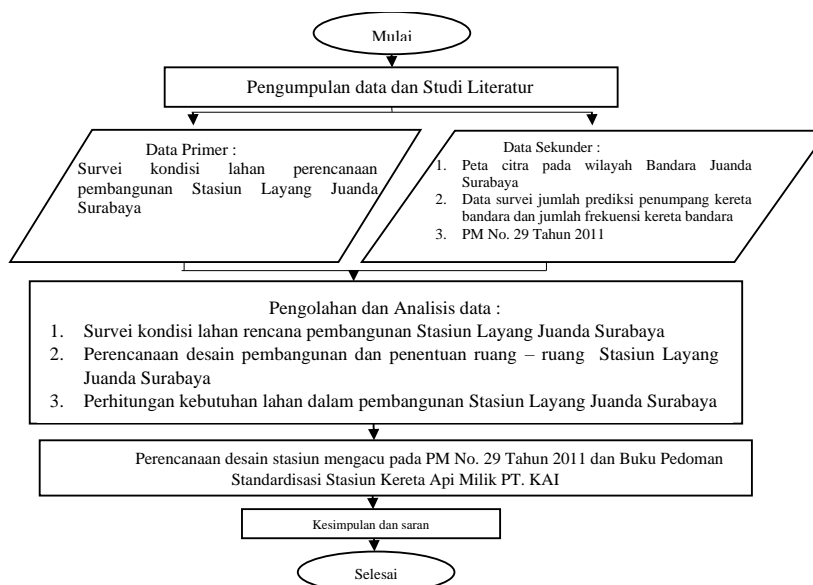 Mulai
Pengumpulan data dan Studi Literatur
Data Primer :
Survei kondisi lahan perencanaan
pembangunan Stasiun Layang Juanda
Surabaya
Data Sekunder :
1. Peta citra pada wilayah Bandara Juanda
Surabaya
2. Data survei jumlah prediksi penumpang kereta
bandara dan jumlah frekuensi kereta bandara
3. PM No. 29 Tahun 2011
Pengolahan dan Analisis data :
1. Survei kondisi lahan rencana pembangunan Stasiun Layang Juanda Surabaya
2. Perencanaan desain pembangunan dan penentuan ruang – ruang Stasiun Layang
Juanda Surabaya
3. Perhitungan kebutuhan lahan dalam pembangunan Stasiun Layang Juanda Surabaya
Perencanaan desain stasiun mengacu pada PM No. 29 Tahun 2011 dan Buku Pedoman
Standardisasi Stasiun Kereta Api Milik PT. KAI
Kesimpulan dan saran
Selesai